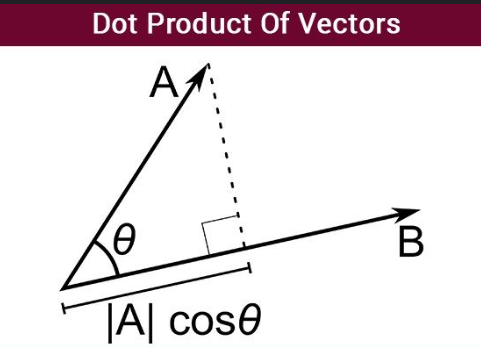 Dot Product Of Vectors
A
θ
B
|A| cosθ